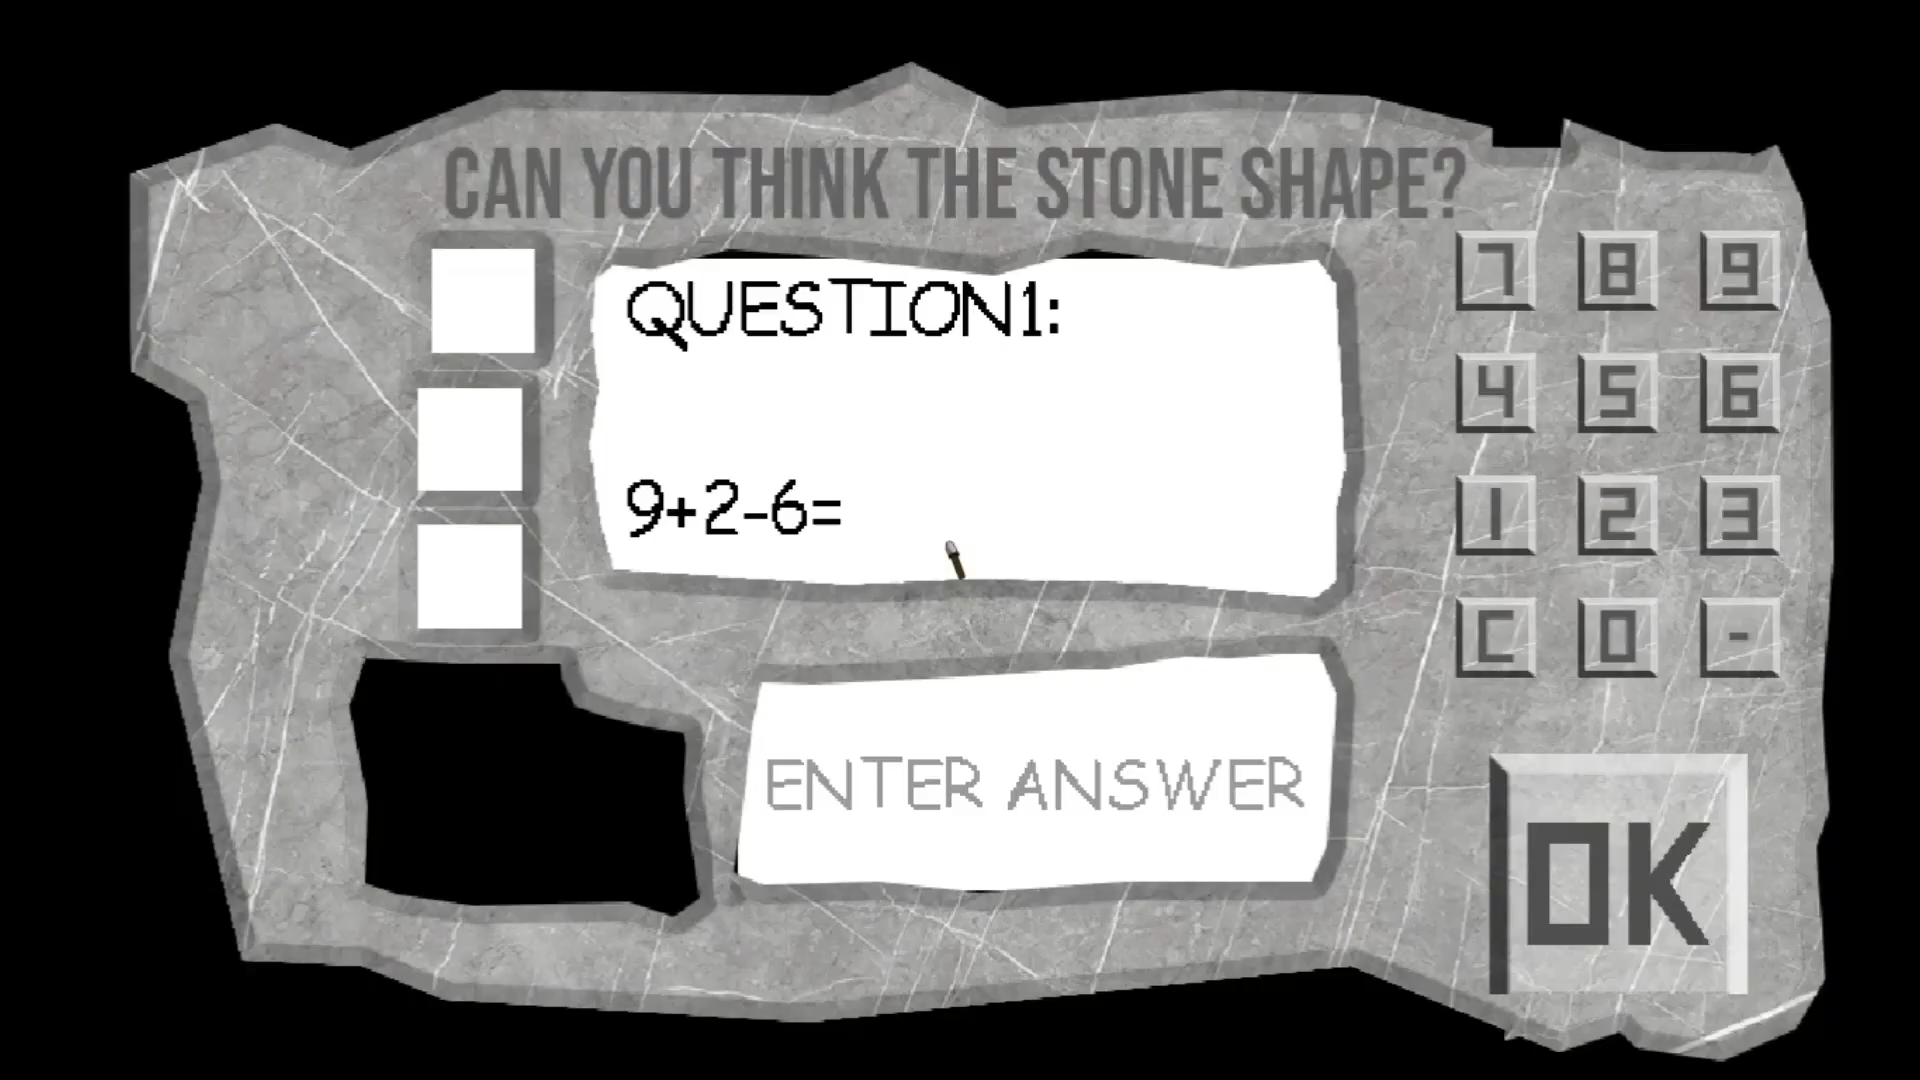 CAN YOU THINK THE STONE SHAPE?
QUESTION1:
9+2-6=
ENTER ANSWER
7 8 9
4 5 6
1 2 3
C 0 -
OK